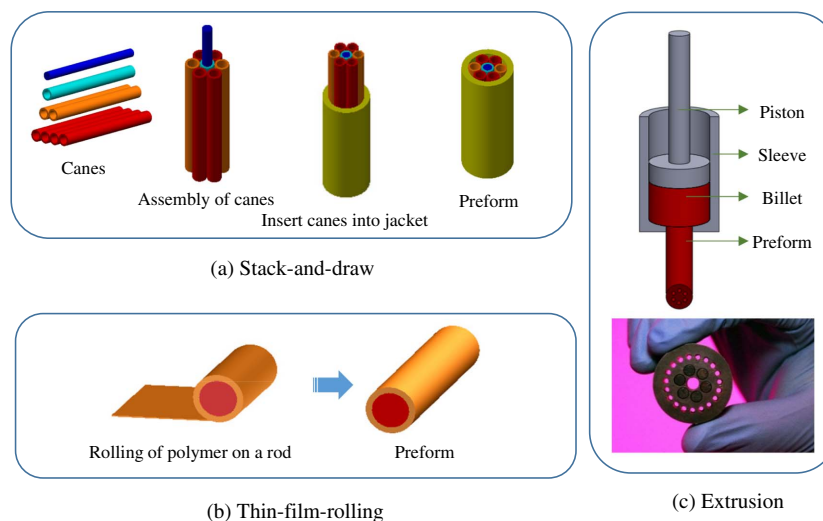 Canes
Assembly of canes
Insert canes into jacket
Preform
(a) Stack-and-draw
Rolling of polymer on a rod
Preform
(b) Thin-film-rolling
Piston
Sleeve
Billet
Preform
(c) Extrusion